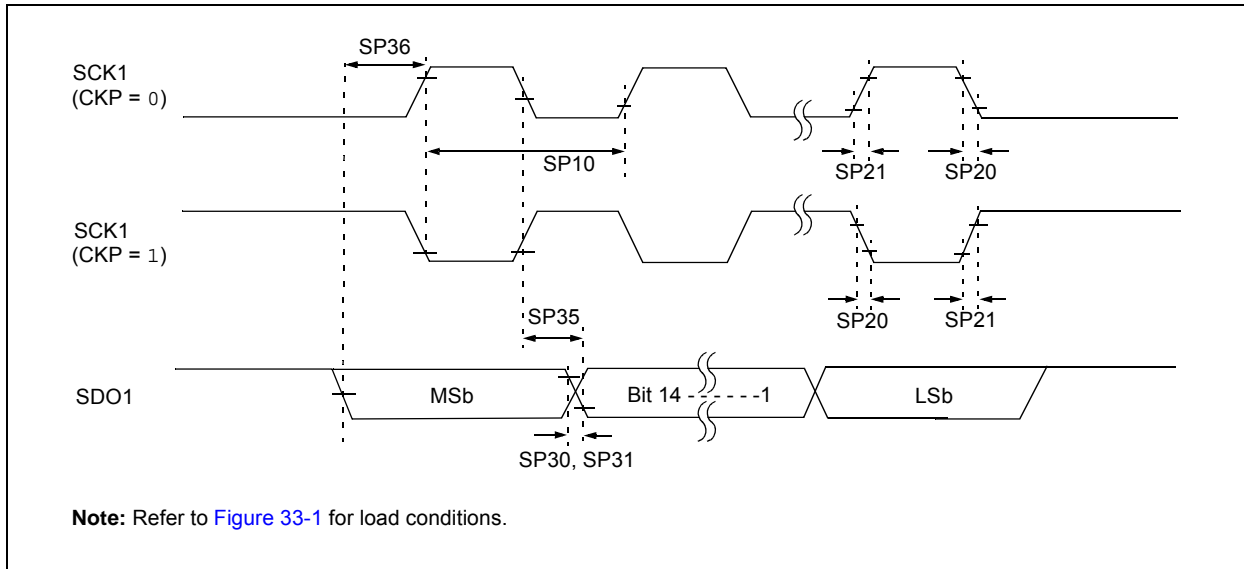 SP36
SCK1
(CKP = 0)
SP10
SP21
SP20
SCK1
(CKP = 1)
SP35
SP20
SP21
SDO1
MSb
Bit 14 - - - - - -1
LSb
SP30, SP31
Note: Refer to Figure 33-1 for load conditions.